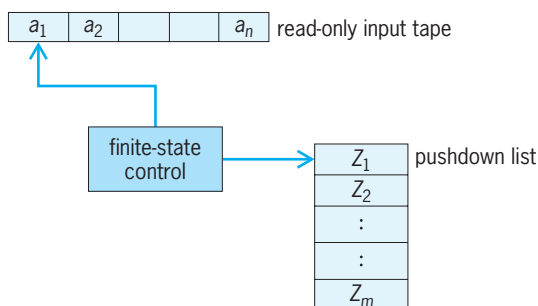 a₁ a₂ aₙ read-only input tape
finite-state
control
Z₁ pushdown list
Z₂
:
:
Zₘ